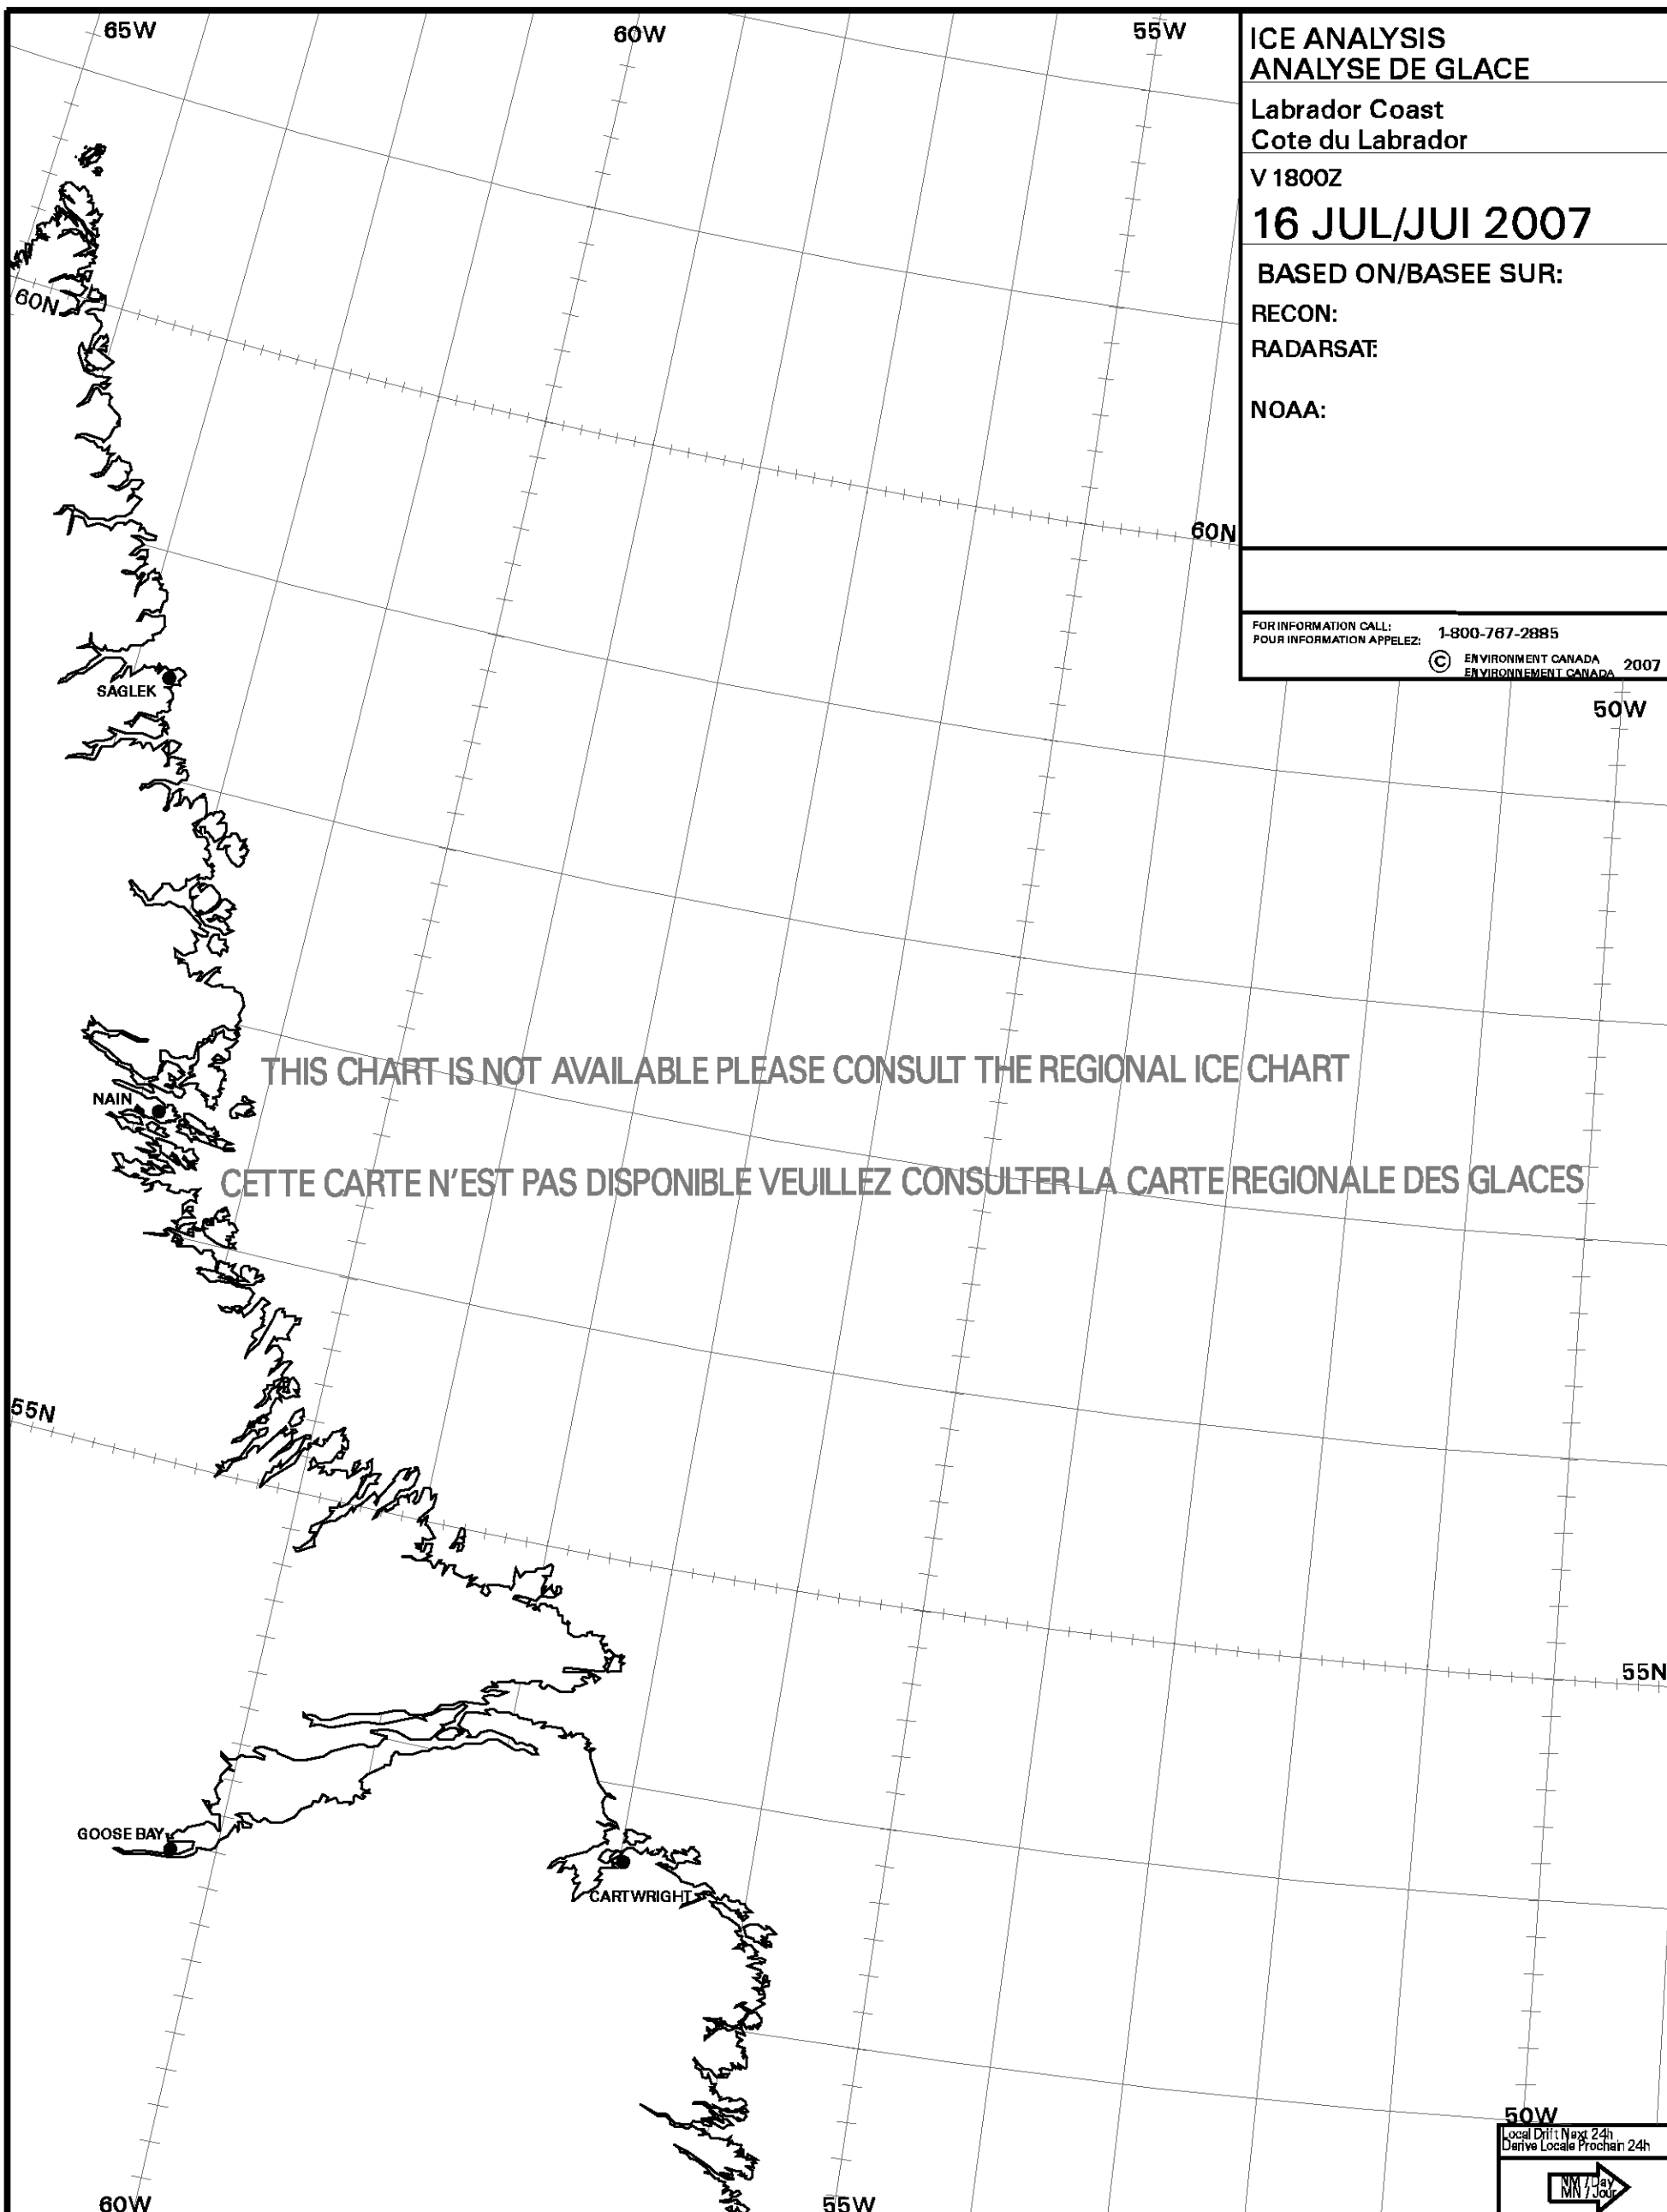 65W
60W
55W
ICE ANALYSIS
ANALYSE DE GLACE
Labrador Coast
Cote du Labrador
V 1800Z
16 JUL/JUI 2007
BASED ON/BASEE SUR:
RECON:
RADARSAT:
NOAA:
60N
60N
FOR INFORMATION CALL:
POUR INFORMATION APPELEZ:
1-800-767-2885
© ENVIRONMENT CANADA
ENVIRONNEMENT CANADA
2007
50W
SAGLEK
THIS CHART IS NOT AVAILABLE PLEASE CONSULT THE REGIONAL ICE CHART
NAIN
CETTE CARTE N'EST PAS DISPONIBLE VEUILLEZ CONSULTER LA CARTE REGIONALE DES GLACES
55N
55N
GOOSE BAY
CARTWRIGHT
50W
Local Drift Next 24h
Derive Locale Prochain 24h
NM / Day
MN / Jour
60W
55W